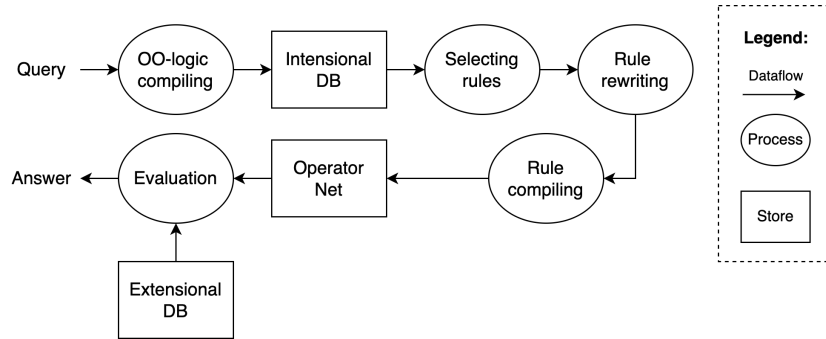 Query
OO-logic
compiling
Intensional
DB
Selecting
rules
Rule
rewriting
Answer
Evaluation
Operator
Net
Rule
compiling
Extensional
DB
Legend:
Dataflow
Process
Store